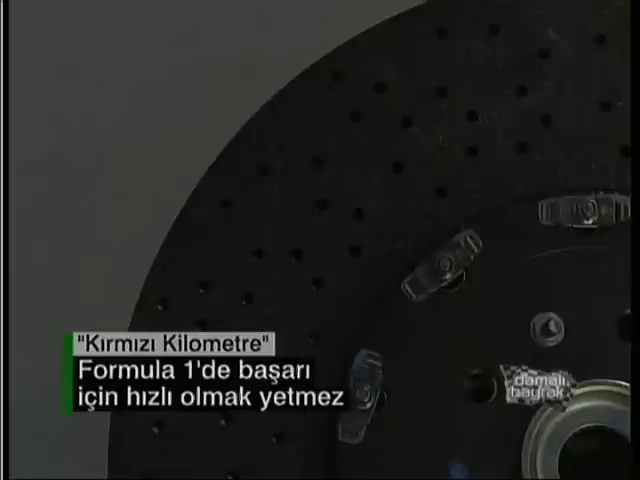 "Kırmızı Kilometre"
Formula 1'de başarı
için hızlı olmak yetmez
damalı
bayrak